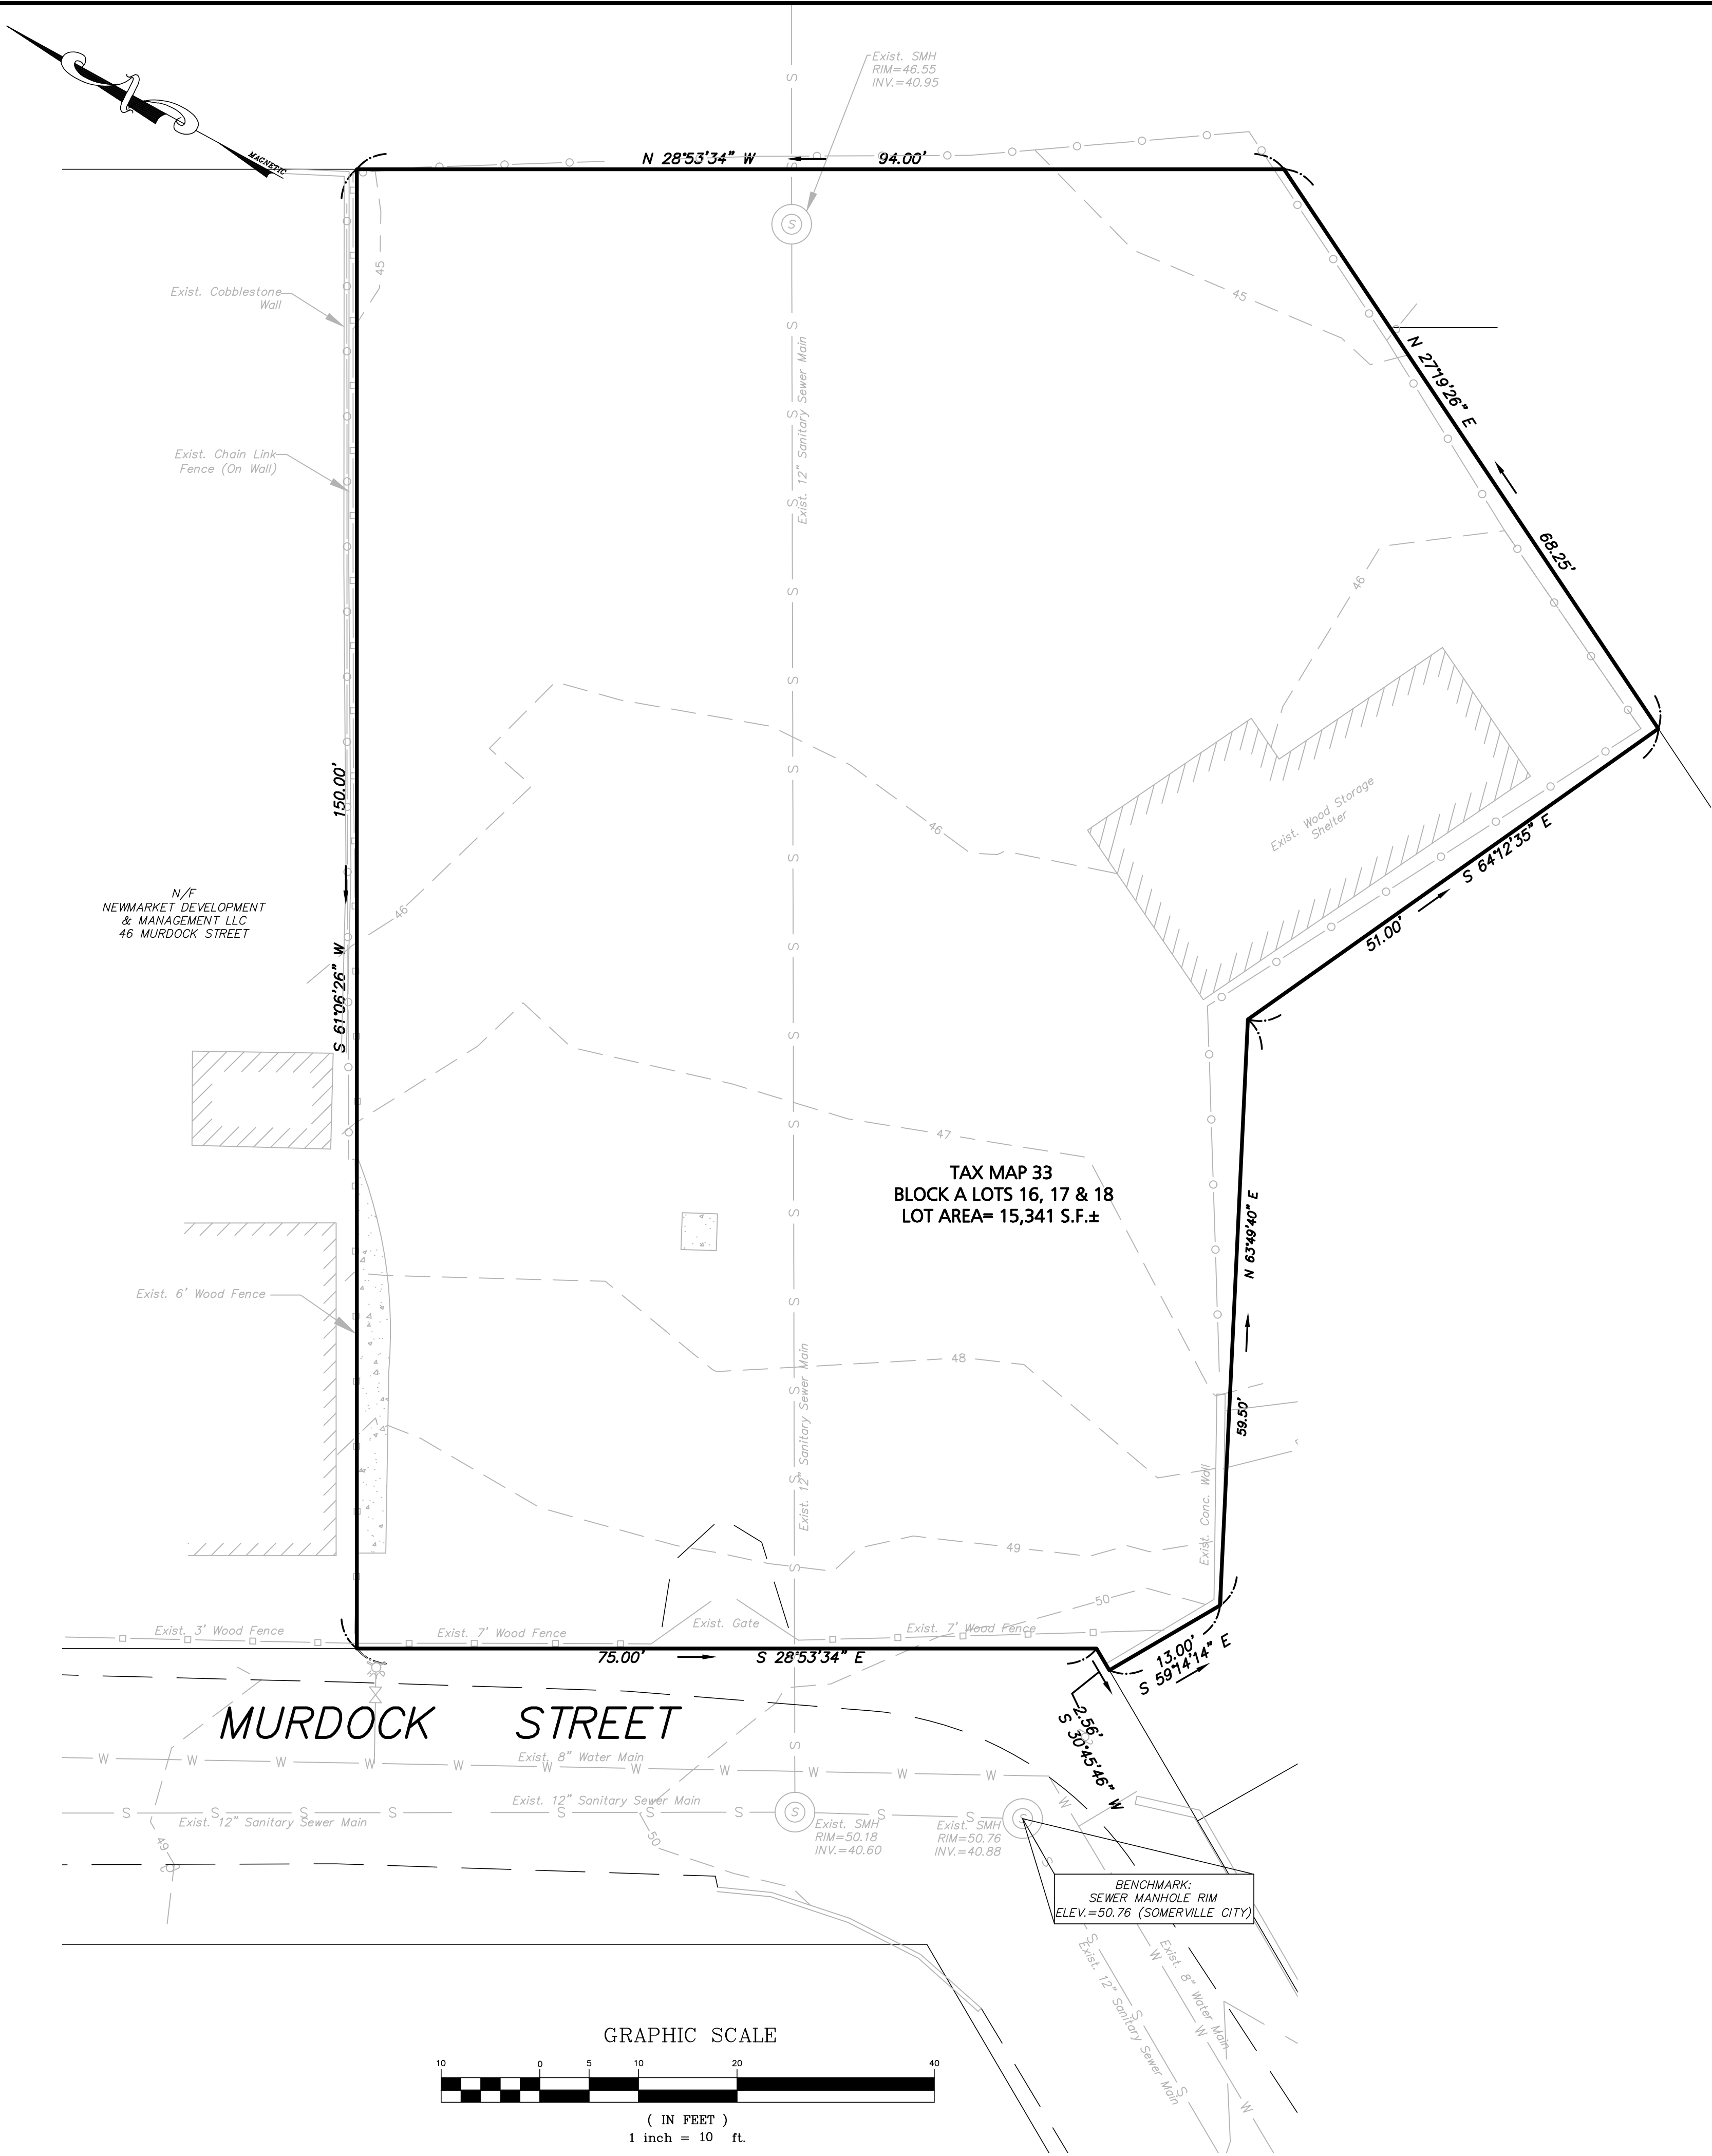 Exist. SMH
RIM=46.55
INV.=40.95
MAGNETIC
N 28°53'34" W
94.00'
S
45
45
Exist. Cobblestone
Wall
Exist. 12" Sanitary Sewer Main
N 27°19'26" E
68.25'
Exist. Chain Link
Fence (On Wall)
46
46
46
Exist. Wood Storage
Shelter
150.00'
S 61°06'26" W
S 64°12'35" E
51.00'
N/F
NEWMARKET DEVELOPMENT
& MANAGEMENT LLC
46 MURDOCK STREET
47
TAX MAP 33
BLOCK A LOTS 16, 17 & 18
LOT AREA= 15,341 S.F.±
N 63°49'40" E
59.50'
Exist. 6' Wood Fence
48
Exist. 12" Sanitary Sewer Main
Exist. Conc. Wall
49
50
Exist. 3' Wood Fence
Exist. 7' Wood Fence
Exist. Gate
Exist. 7' Wood Fence
75.00'
S 28°53'34" E
13.00'
S 59°14'14" E
2.56'
S 30°45'46" W
MURDOCK STREET
W W W W W W W W W W W
Exist. 8" Water Main
Exist. 12" Sanitary Sewer Main
S S S S S S S S S S
Exist. 12" Sanitary Sewer Main
49
50
Exist. SMH
RIM=50.18
INV.=40.60
Exist. SMH
RIM=50.76
INV.=40.88
BENCHMARK:
SEWER MANHOLE RIM
ELEV.=50.76 (SOMERVILLE CITY)
Exist. 12" Sanitary Sewer Main
Exist. 8" Water Main
GRAPHIC SCALE
10 0 5 10 20 40
( IN FEET )
1 inch = 10 ft.